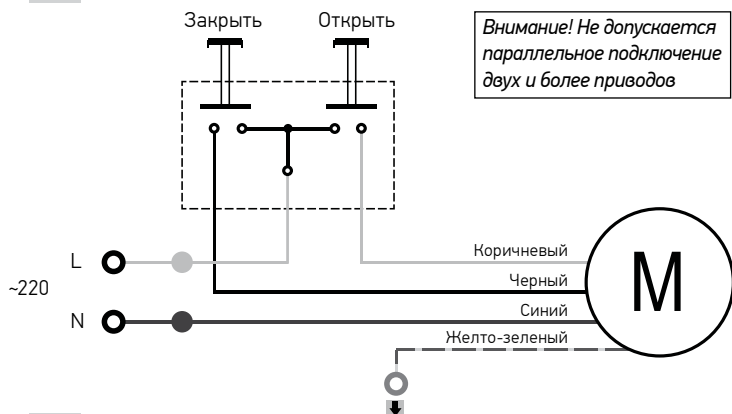 Закрыть
Открыть
Внимание! Не допускается
параллельное подключение
двух и более приводов
L
Коричневый
Черный
~220
M
N
Синий
Желто-зеленый